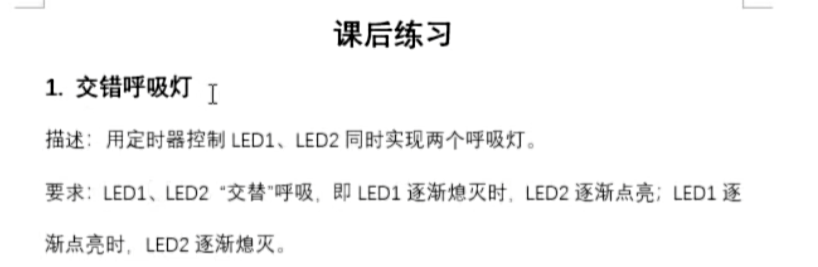 课后练习
1. 交错呼吸灯
描述：用定时器控制 LED1、LED2 同时实现两个呼吸灯。
要求：LED1、LED2 “交替”呼吸，即 LED1 逐渐熄灭时，LED2 逐渐点亮；LED1 逐
渐点亮时，LED2 逐渐熄灭。